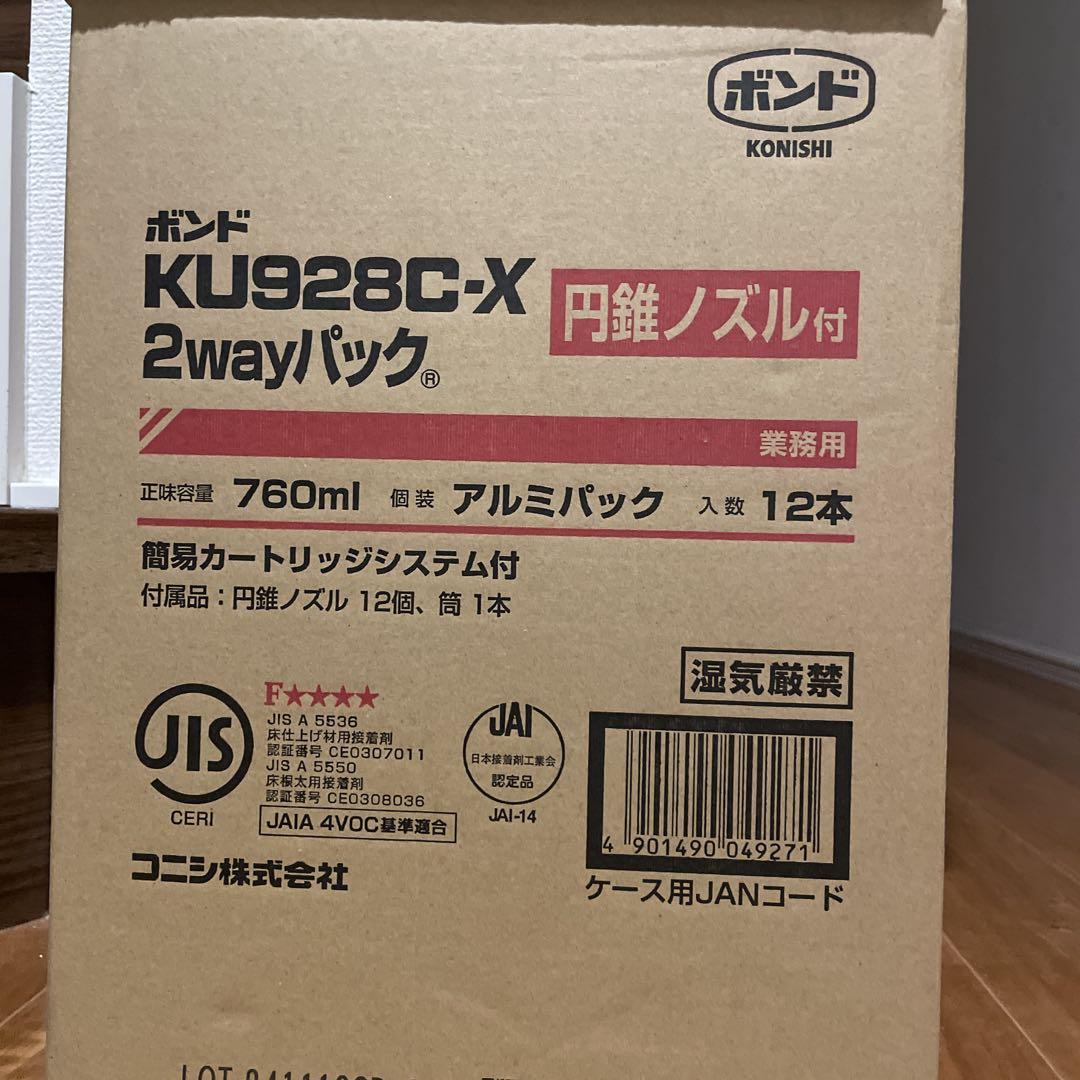 ボンド
KONISHI
ボンド
KU928C-X
円錐ノズル付
2wayパック®
業務用
正味容量 760ml 個装 アルミパック 入数 12本
簡易カートリッジシステム付
付属品：円錐ノズル 12個、筒 1本
湿気厳禁
JIS
CERI
F★★★★
JIS A 5536
床仕上げ材用接着剤
認証番号 CE0307011
JIS A 5550
床根太用接着剤
認証番号 CE0308036
JAIA 4VOC基準適合
JAI
日本接着剤工業会
認定品
JAI-14
4 901490 049271
ケース用JANコード
コニシ株式会社
LOT